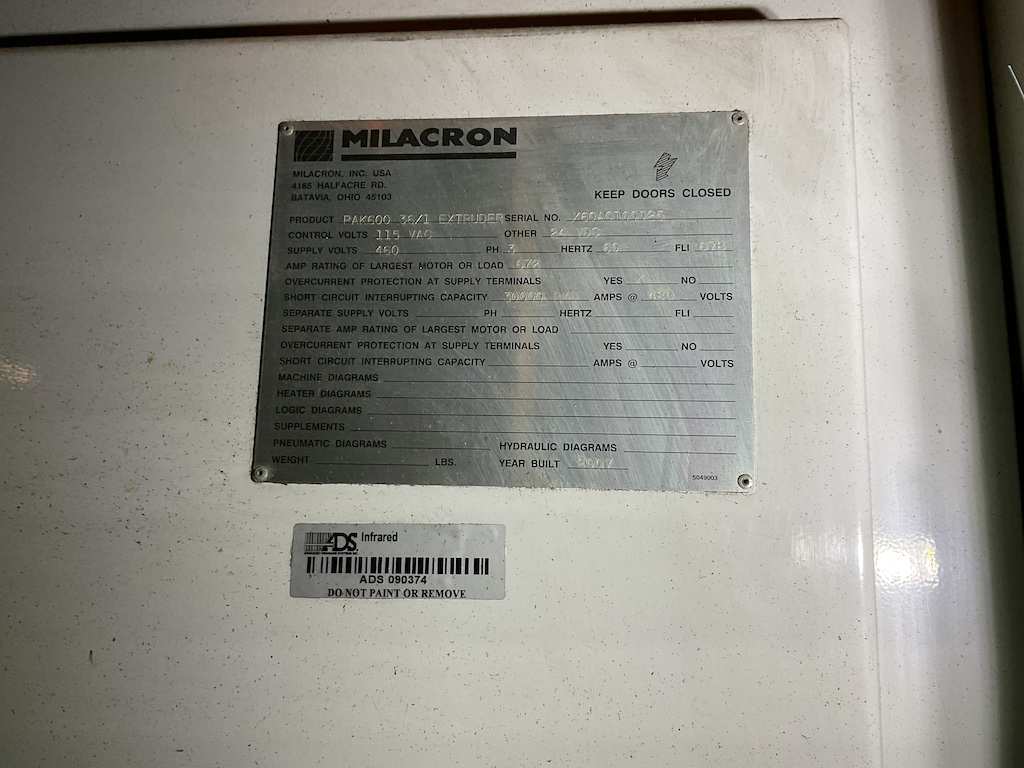 MILACRON
MILACRON, INC. USA
4165 HALFACRE RD.
BATAVIA, OHIO 45103
KEEP DOORS CLOSED
PRODUCT PAK600 36/1 EXTRUDER SERIAL NO.
CONTROL VOLTS 115 VAC OTHER 24 VDC
SUPPLY VOLTS 460 PH 3 HERTZ 60 FLI 678
AMP RATING OF LARGEST MOTOR OR LOAD 672
OVERCURRENT PROTECTION AT SUPPLY TERMINALS YES NO
SHORT CIRCUIT INTERRUPTING CAPACITY 30000 AMPS @ VOLTS
SEPARATE SUPPLY VOLTS PH HERTZ FLI
SEPARATE AMP RATING OF LARGEST MOTOR OR LOAD
OVERCURRENT PROTECTION AT SUPPLY TERMINALS YES NO
SHORT CIRCUIT INTERRUPTING CAPACITY AMPS @ VOLTS
MACHINE DIAGRAMS
HEATER DIAGRAMS
LOGIC DIAGRAMS
SUPPLEMENTS
PNEUMATIC DIAGRAMS HYDRAULIC DIAGRAMS
WEIGHT LBS. YEAR BUILT 2007
5049003
ADS Infrared
ADS 090374
DO NOT PAINT OR REMOVE